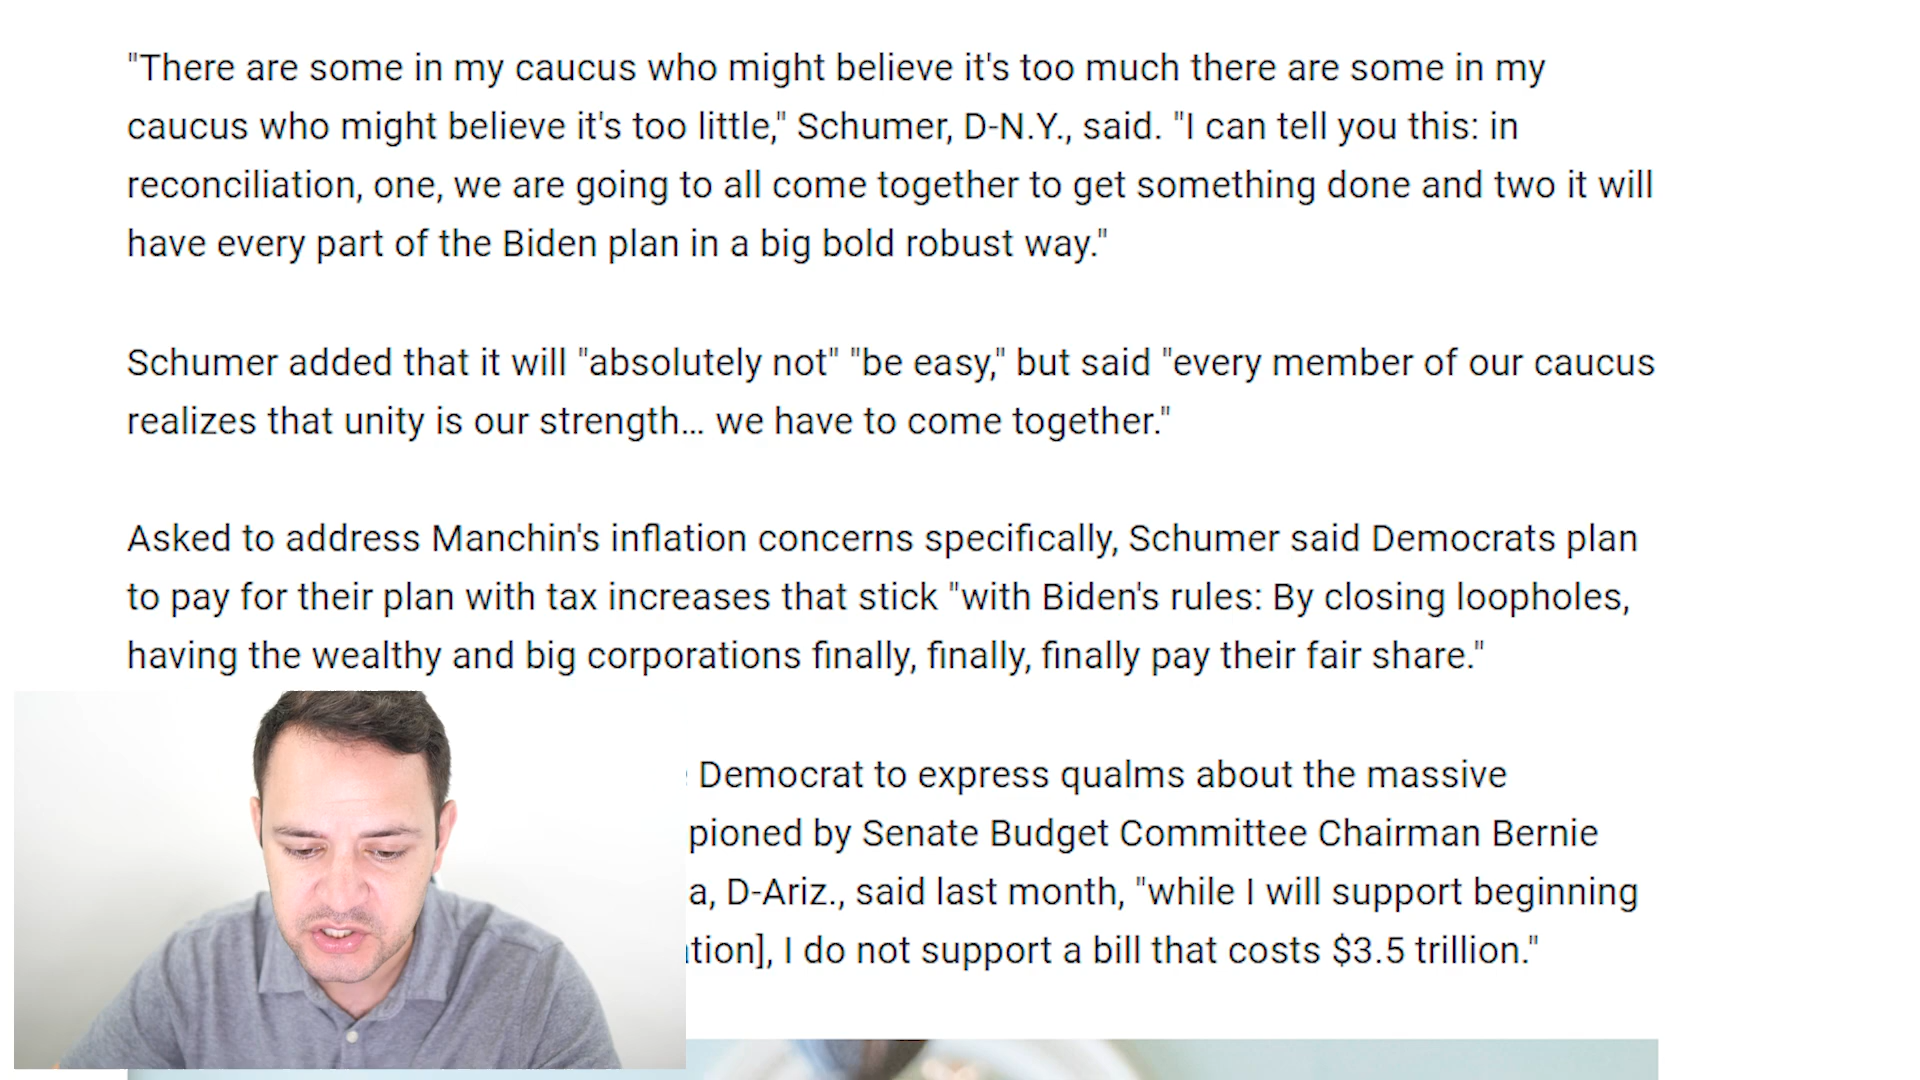 "There are some in my caucus who might believe it's too much there are some in my
caucus who might believe it's too little," Schumer, D-N.Y., said. "I can tell you this: in
reconciliation, one, we are going to all come together to get something done and two it will
have every part of the Biden plan in a big bold robust way."
Schumer added that it will "absolutely not" "be easy," but said "every member of our caucus
realizes that unity is our strength… we have to come together."
Asked to address Manchin's inflation concerns specifically, Schumer said Democrats plan
to pay for their plan with tax increases that stick "with Biden's rules: By closing loopholes,
having the wealthy and big corporations finally, finally, finally pay their fair share."
Democrat to express qualms about the massive
pioned by Senate Budget Committee Chairman Bernie
a, D-Ariz., said last month, "while I will support beginning
tion], I do not support a bill that costs $3.5 trillion."